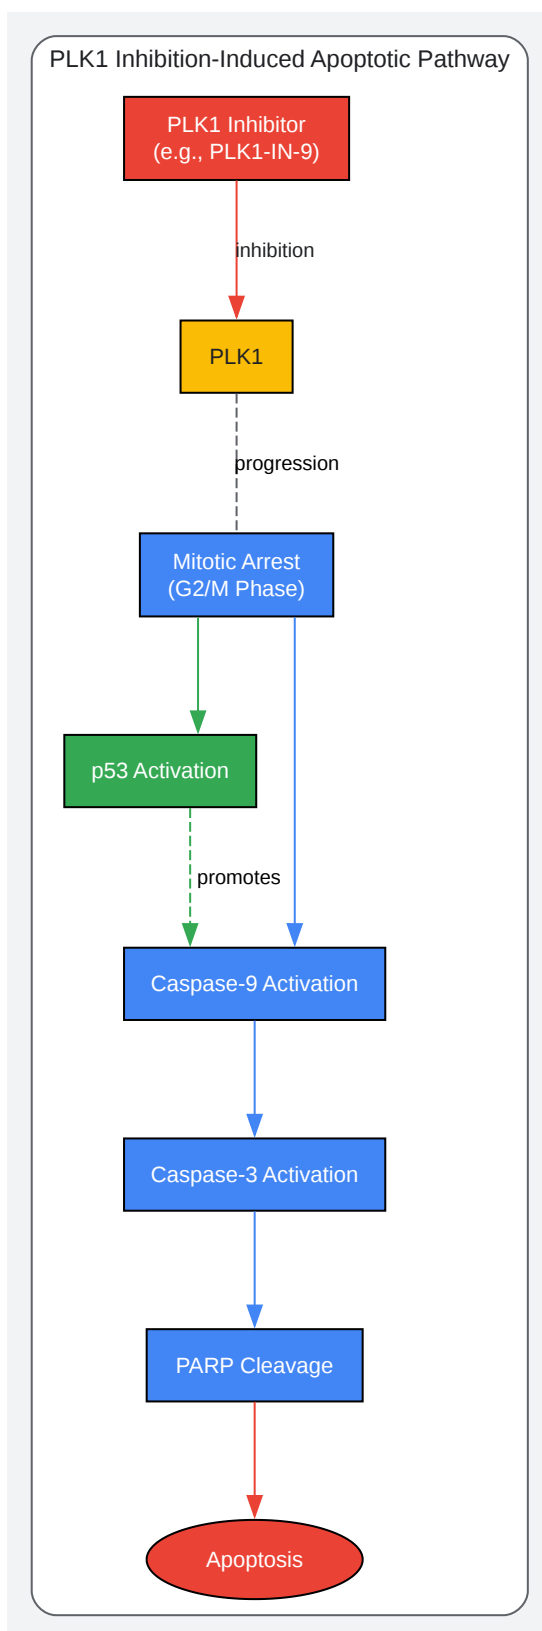 PLK1 Inhibition-Induced Apoptotic Pathway
PLK1 Inhibitor
(e.g., PLK1-IN-9)
inhibition
PLK1
progression
Mitotic Arrest
(G2/M Phase)
p53 Activation
promotes
Caspase-9 Activation
Caspase-3 Activation
PARP Cleavage
Apoptosis